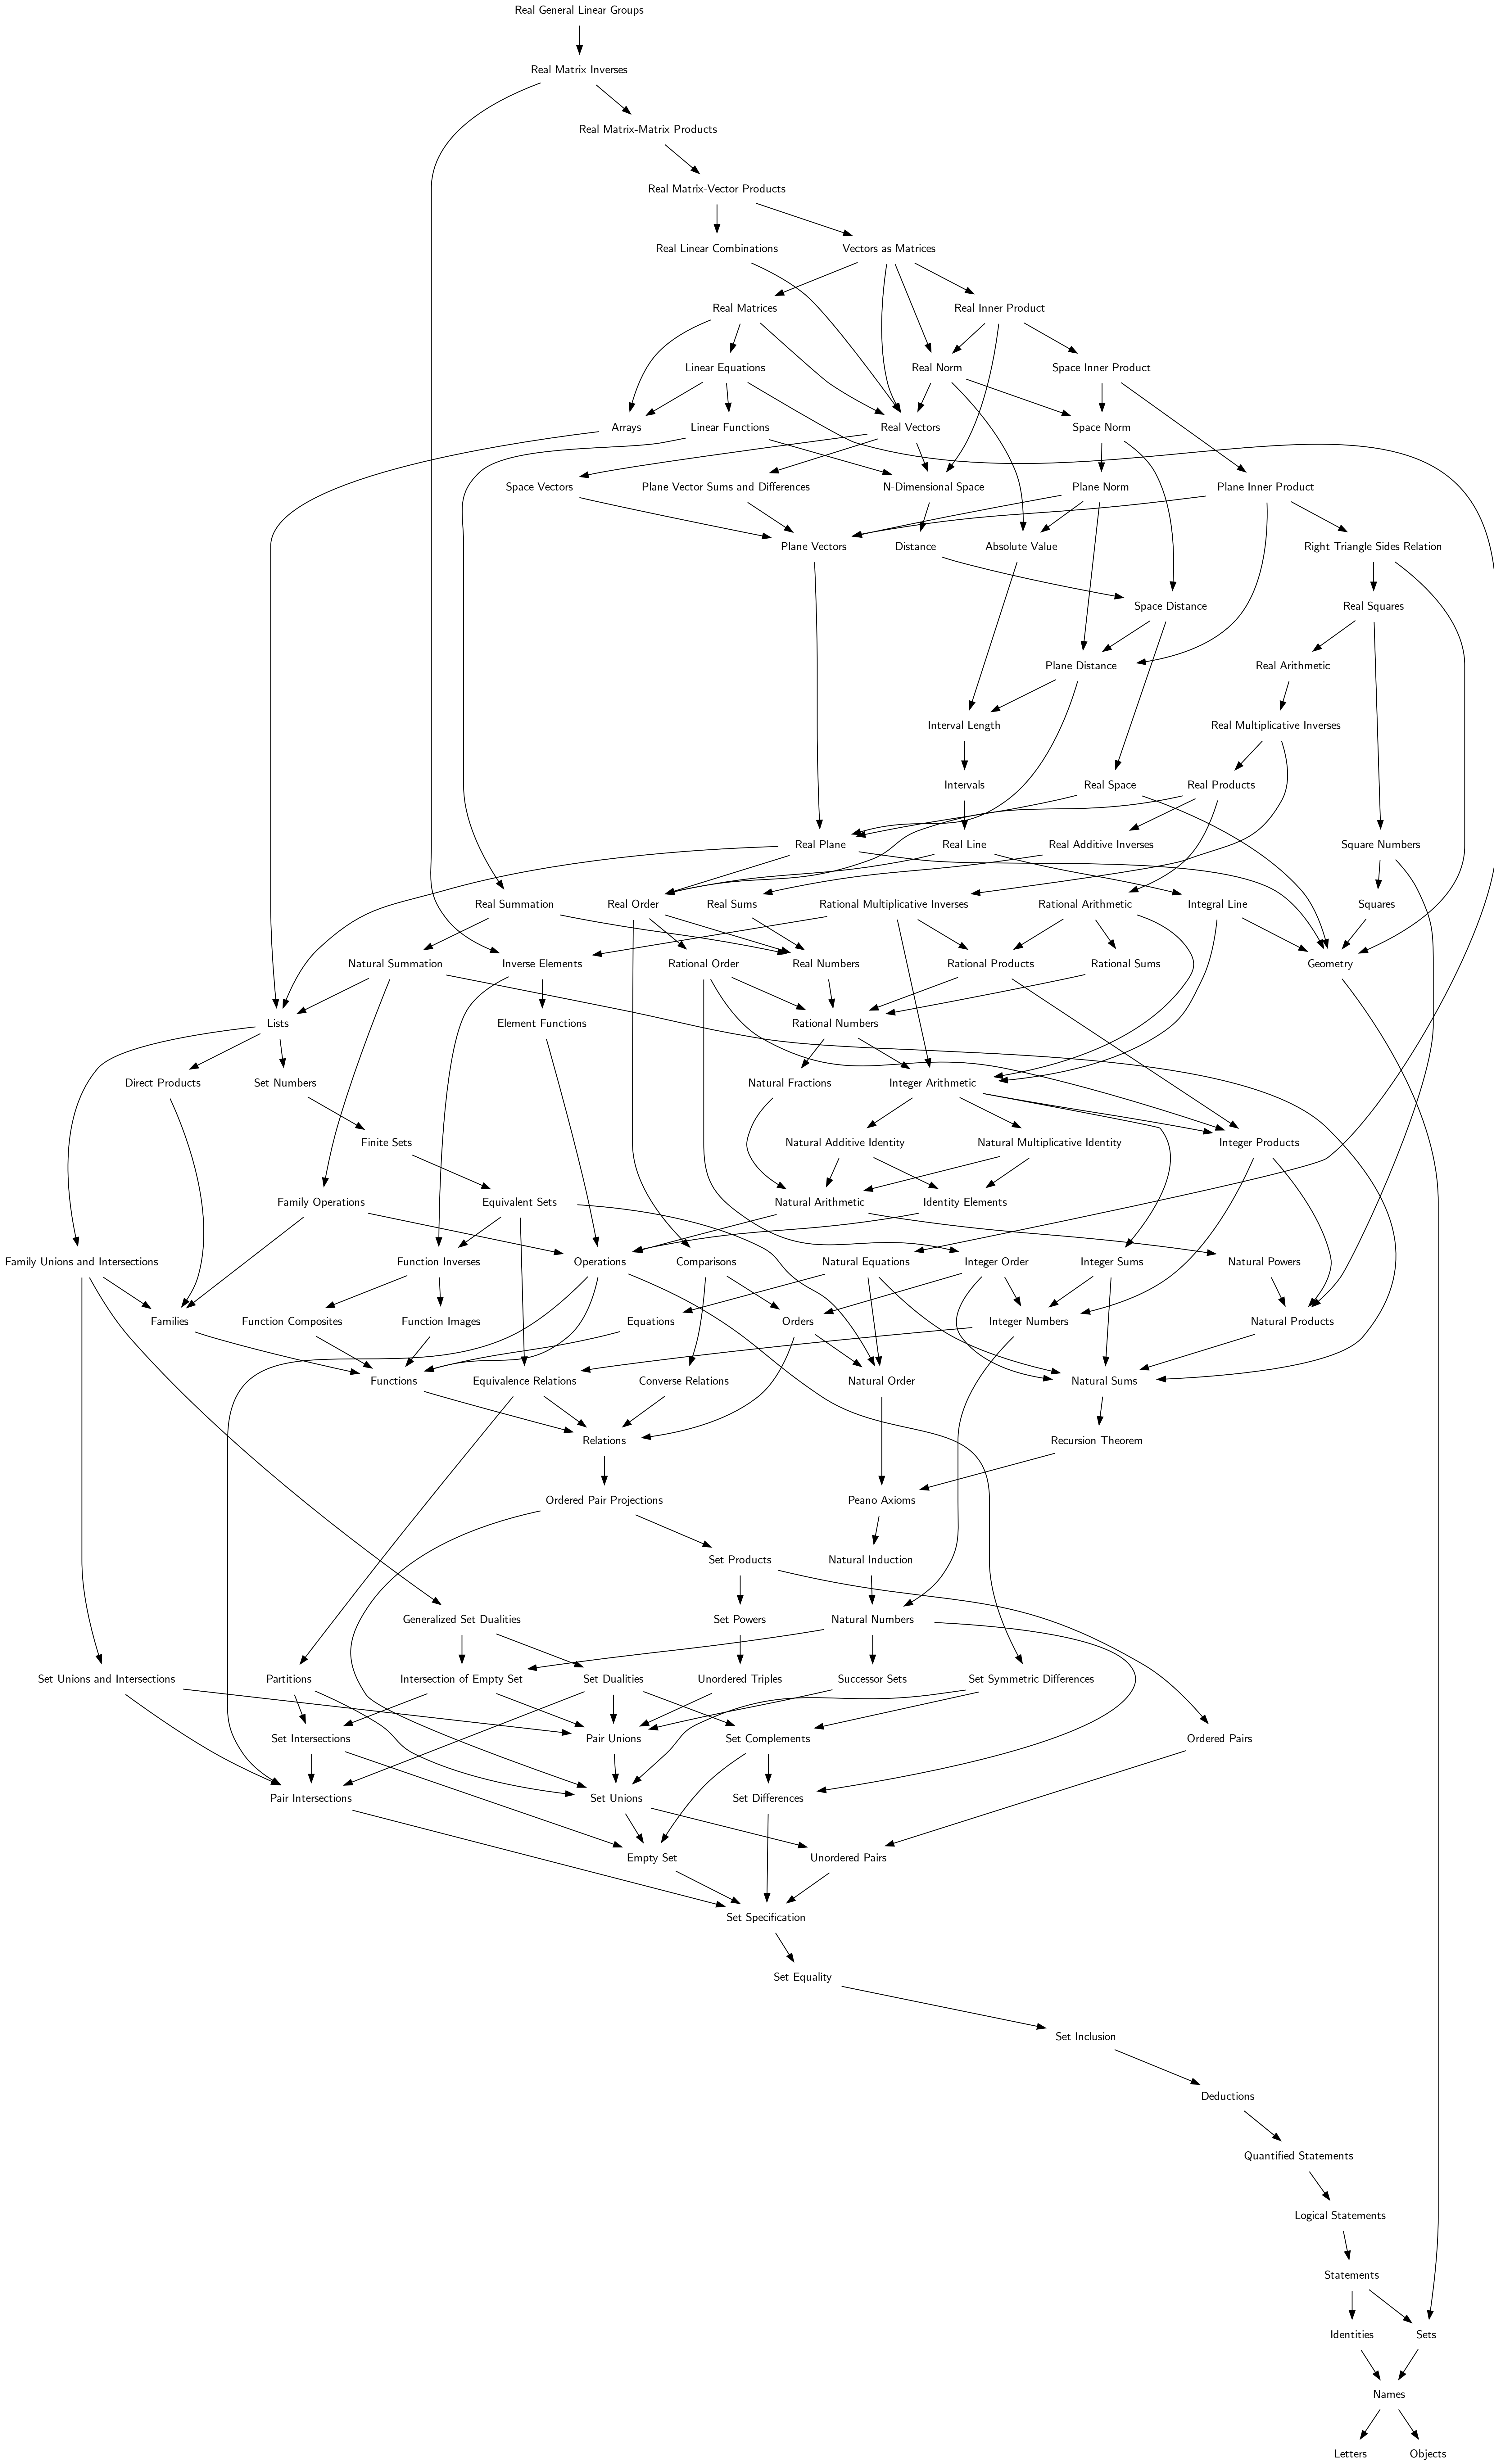 Real General Linear Groups
Real Matrix Inverses
Real Matrix-Matrix Products
Real Matrix-Vector Products
Real Linear Combinations
Vectors as Matrices
Real Matrices
Real Inner Product
Linear Equations
Real Norm
Space Inner Product
Arrays
Linear Functions
Real Vectors
Space Norm
Space Vectors
Plane Vector Sums and Differences
N-Dimensional Space
Plane Norm
Plane Inner Product
Plane Vectors
Distance
Absolute Value
Right Triangle Sides Relation
Space Distance
Real Squares
Plane Distance
Real Arithmetic
Interval Length
Real Multiplicative Inverses
Intervals
Real Space
Real Products
Real Plane
Real Line
Real Additive Inverses
Square Numbers
Real Summation
Real Order
Real Sums
Rational Multiplicative Inverses
Rational Arithmetic
Integral Line
Squares
Natural Summation
Inverse Elements
Rational Order
Real Numbers
Rational Products
Rational Sums
Geometry
Lists
Element Functions
Rational Numbers
Direct Products
Set Numbers
Natural Fractions
Integer Arithmetic
Finite Sets
Natural Additive Identity
Natural Multiplicative Identity
Integer Products
Family Operations
Equivalent Sets
Natural Arithmetic
Identity Elements
Family Unions and Intersections
Function Inverses
Operations
Comparisons
Natural Equations
Integer Order
Integer Sums
Natural Powers
Families
Function Composites
Function Images
Equations
Orders
Integer Numbers
Natural Products
Functions
Equivalence Relations
Converse Relations
Natural Order
Natural Sums
Relations
Recursion Theorem
Ordered Pair Projections
Peano Axioms
Set Products
Natural Induction
Generalized Set Dualities
Set Powers
Natural Numbers
Set Unions and Intersections
Partitions
Intersection of Empty Set
Set Dualities
Unordered Triples
Successor Sets
Set Symmetric Differences
Set Intersections
Pair Unions
Set Complements
Ordered Pairs
Pair Intersections
Set Unions
Set Differences
Empty Set
Unordered Pairs
Set Specification
Set Equality
Set Inclusion
Deductions
Quantified Statements
Logical Statements
Statements
Identities
Sets
Names
Letters
Objects